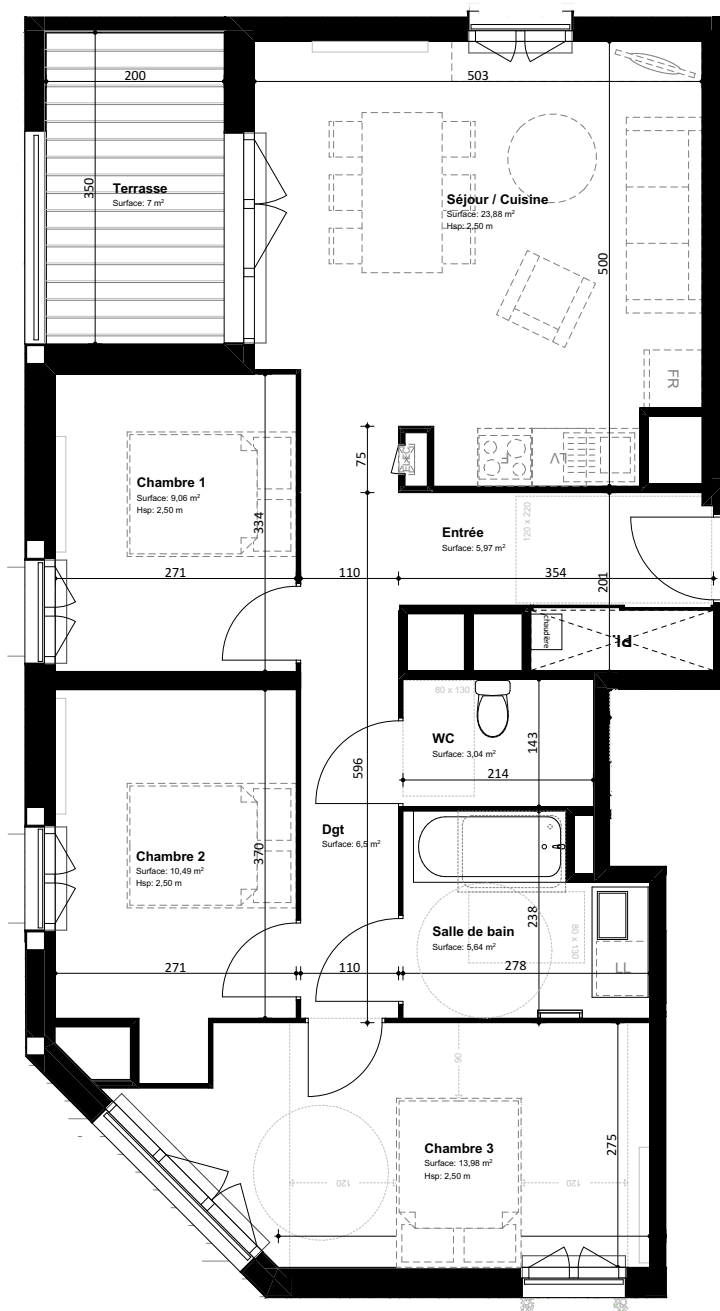 200
503
350
Terrasse
Surface: 7 m²
Séjour / Cuisine
Surface: 23,88 m²
Hsp: 2,50 m
500
FR
75
LV
Chambre 1
Surface: 9,06 m²
Hsp: 2,50 m
334
120 x 220
Entrée
Surface: 5,97 m²
271
110
354
201
chaudière
Pl
80 x 130
WC
Surface: 3,04 m²
143
214
596
Dgt
Surface: 6,5 m²
Chambre 2
Surface: 10,49 m²
Hsp: 2,50 m
370
238
Salle de bain
Surface: 5,64 m²
80 x 130
LL
271
110
278
90
Chambre 3
Surface: 13,98 m²
Hsp: 2,50 m
275
120
120